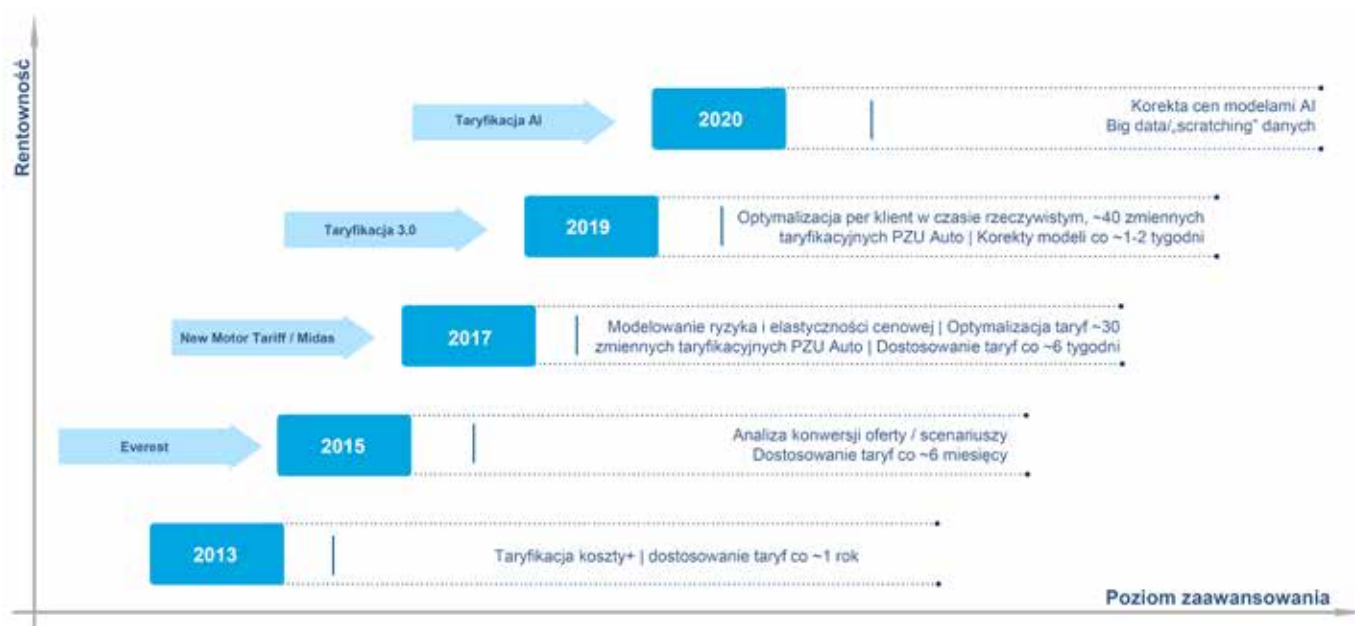 Rentowność
Taryfikacja AI
2020
Korekta cen modelami AI
Big data/„scratching" danych
Taryfikacja 3.0
2019
Optymalizacja per klient w czasie rzeczywistym, ~40 zmiennych
taryfikacyjnych PZU Auto | Korekty modeli co ~1-2 tygodni
New Motor Tariff / Midas
2017
Modelowanie ryzyka i elastyczności cenowej | Optymalizacja taryf ~30
zmiennych taryfikacyjnych PZU Auto | Dostosowanie taryf co ~6 tygodni
Everest
2015
Analiza konwersji oferty / scenariuszy
Dostosowanie taryf co ~6 miesięcy
2013
Taryfikacja koszty+ | dostosowanie taryf co ~1 rok
Poziom zaawansowania